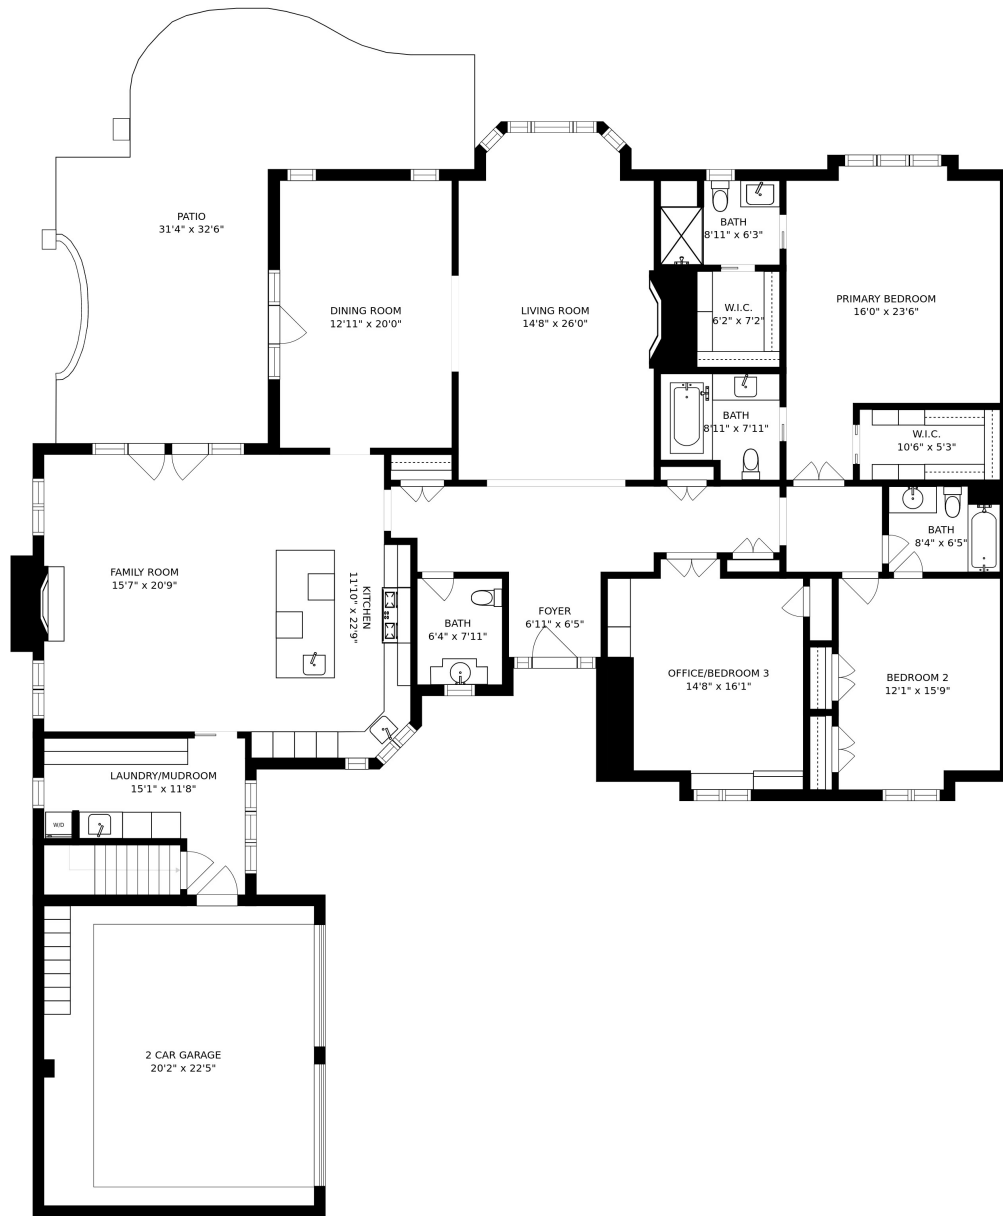 PATIO
31'4" x 32'6"
BATH
8'11" x 6'3"
DINING ROOM
12'11" x 20'0"
LIVING ROOM
14'8" x 26'0"
W.I.C.
6'2" x 7'2"
PRIMARY BEDROOM
16'0" x 23'6"
BATH
8'11" x 7'11"
W.I.C.
10'6" x 5'3"
BATH
8'4" x 6'5"
FAMILY ROOM
15'7" x 20'9"
KITCHEN
11'10" x 22'9"
BATH
6'4" x 7'11"
FOYER
6'11" x 6'5"
OFFICE/BEDROOM 3
14'8" x 16'1"
BEDROOM 2
12'1" x 15'9"
LAUNDRY/MUDROOM
15'1" x 11'8"
W/D
2 CAR GARAGE
20'2" x 22'5"